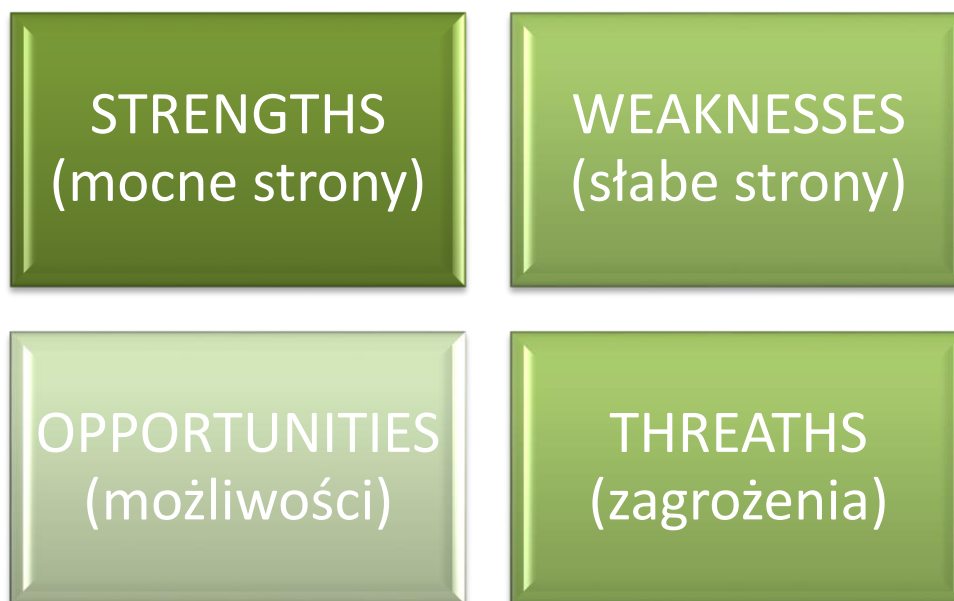 STRENGTHS
(mocne strony)
WEAKNESSES
(słabe strony)
OPPORTUNITIES
(możliwości)
THREATHS
(zagrożenia)